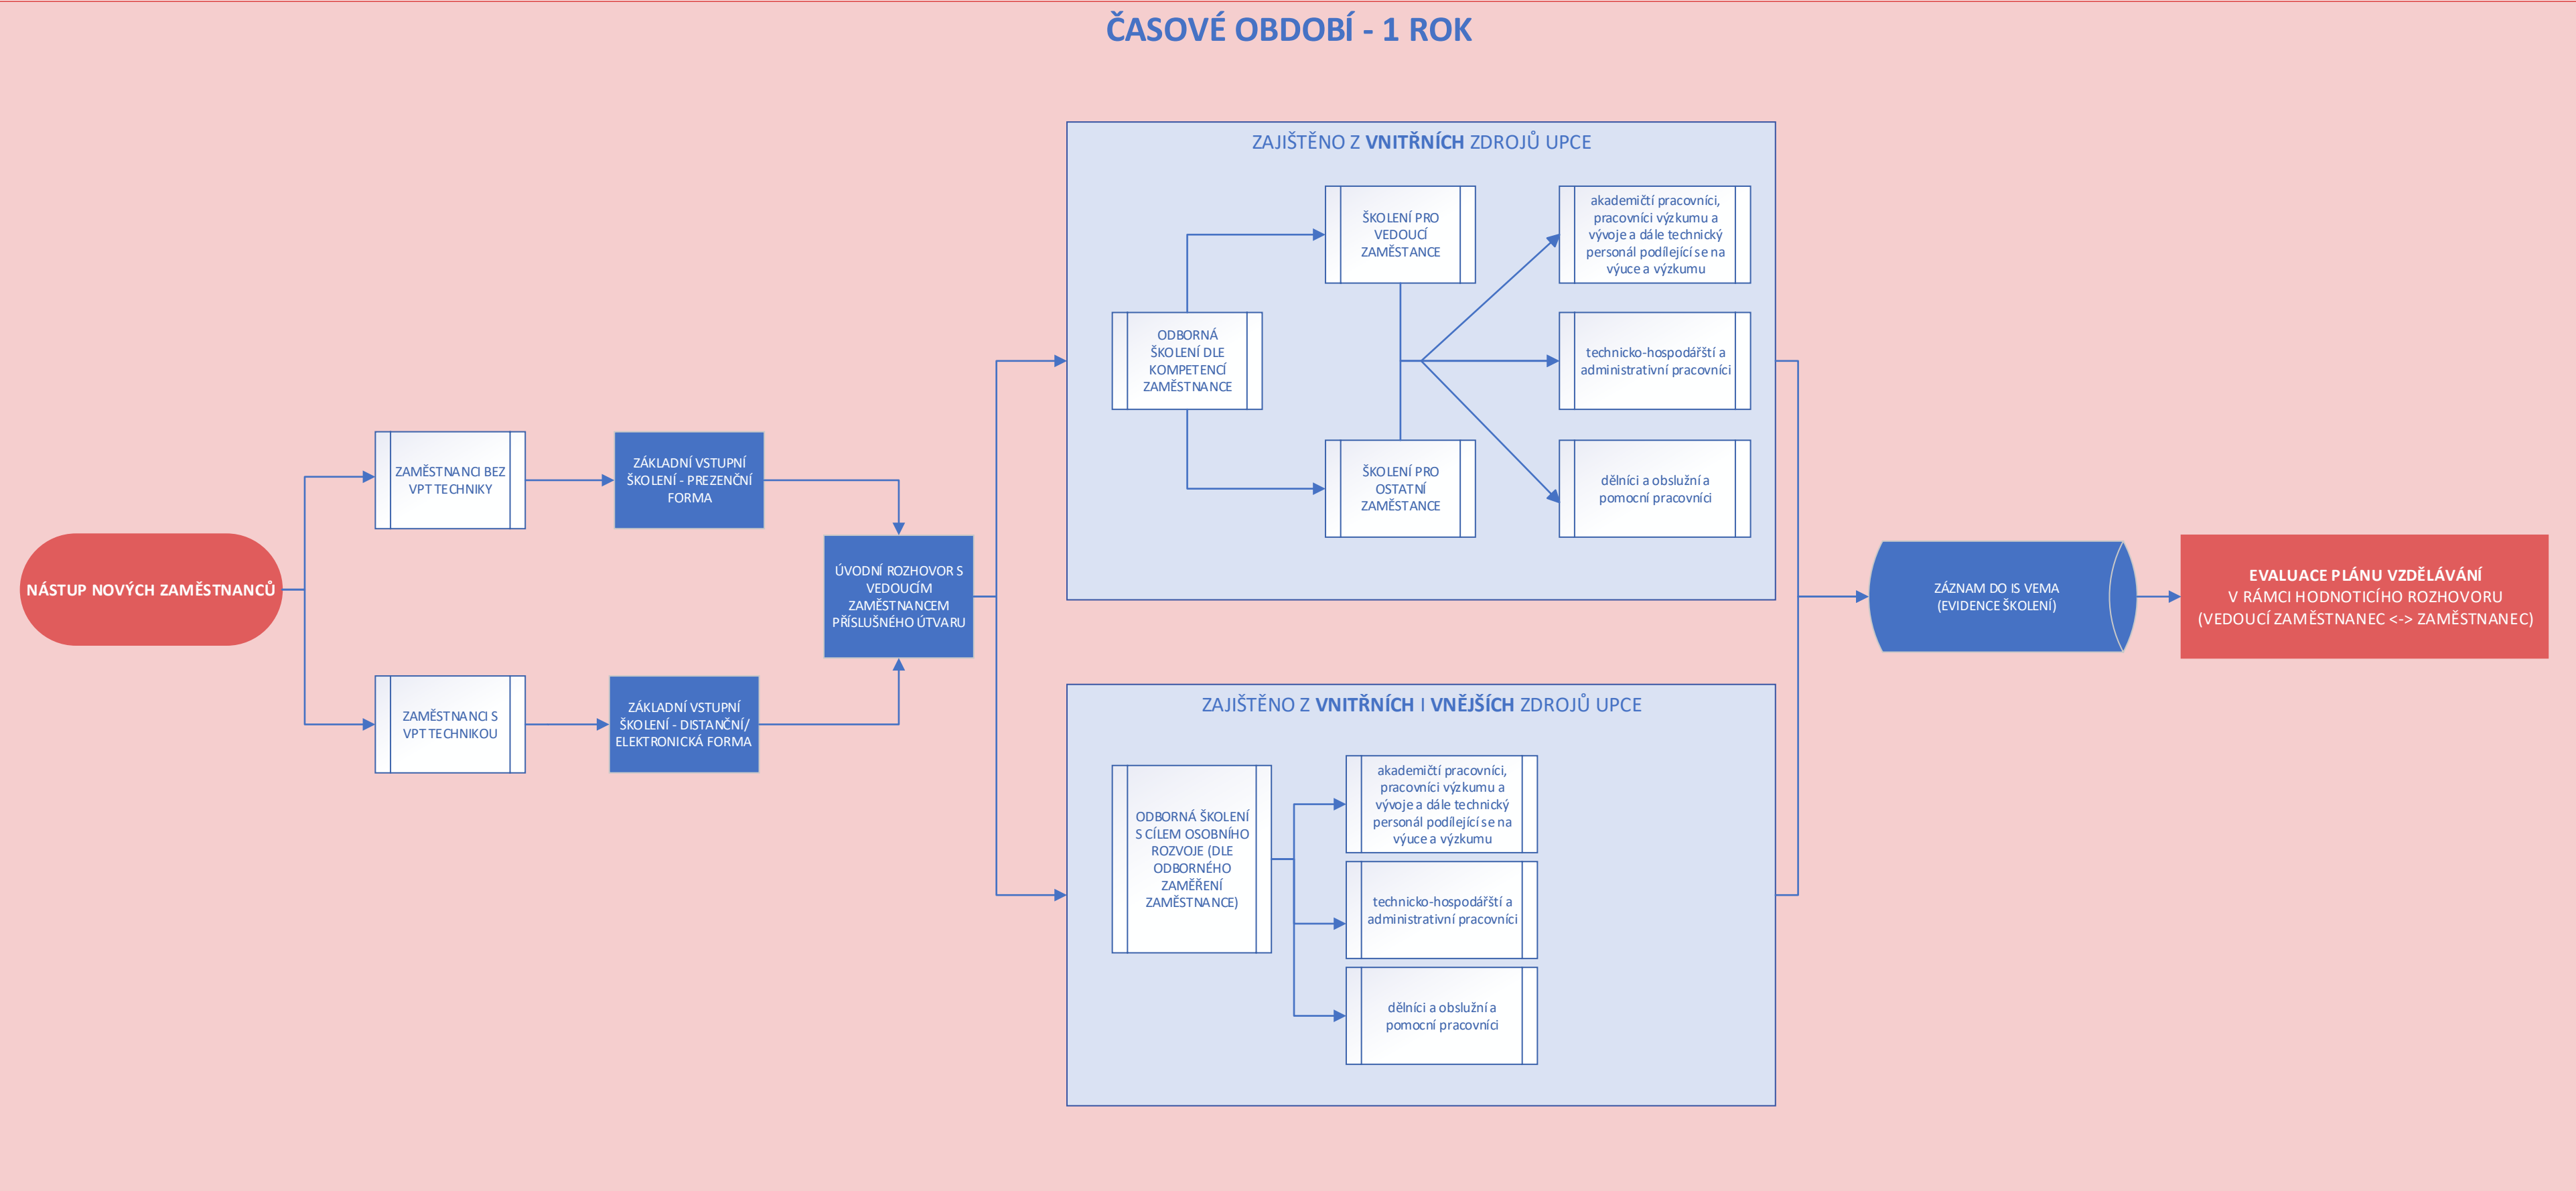 ČASOVÉ OBDOBÍ - 1 ROK
NÁSTUP NOVÝCH ZAMĚSTNANCŮ
ZAMĚSTNANCI BEZ
VPT TECHNIKY
ZÁKLADNÍ VSTUPNÍ
ŠKOLENÍ - PREZENČNÍ
FORMA
ZAMĚSTNANCI S
VPT TECHNIKOU
ZÁKLADNÍ VSTUPNÍ
ŠKOLENÍ - DISTANČNÍ/
ELEKTRONICKÁ FORMA
ÚVODNÍ ROZHOVOR S
VEDOUCÍM
ZAMĚSTNANCEM
PŘÍSLUŠNÉHO ÚTVARU
ZAJIŠTĚNO Z VNITŘNÍCH ZDROJŮ UPCE
ODBORNÁ
ŠKOLENÍ DLE
KOMPETENCÍ
ZAMĚSTNANCE
ŠKOLENÍ PRO
VEDOUCÍ
ZAMĚSTANCE
ŠKOLENÍ PRO
OSTATNÍ
ZAMĚSTANCE
akademičtí pracovníci,
pracovníci výzkumu a
vývoje a dále technický
personál podílející se na
výuce a výzkumu
technicko-hospodářští a
administrativní pracovníci
dělníci a obslužní a
pomocní pracovníci
ZAJIŠTĚNO Z VNITŘNÍCH I VNĚJŠÍCH ZDROJŮ UPCE
ODBORNÁ ŠKOLENÍ
S CÍLEM OSOBNÍHO
ROZVOJE (DLE
ODBORNÉHO
ZAMĚŘENÍ
ZAMĚSTNANCE)
akademičtí pracovníci,
pracovníci výzkumu a
vývoje a dále technický
personál podílející se na
výuce a výzkumu
technicko-hospodářští a
administrativní pracovníci
dělníci a obslužní a
pomocní pracovníci
ZÁZNAM DO IS VEMA
(EVIDENCE ŠKOLENÍ)
EVALUACE PLÁNU VZDĚLÁVÁNÍ
V RÁMCI HODNOTICÍHO ROZHOVORU
(VEDOUCÍ ZAMĚSTNANEC <-> ZAMĚSTNANEC)